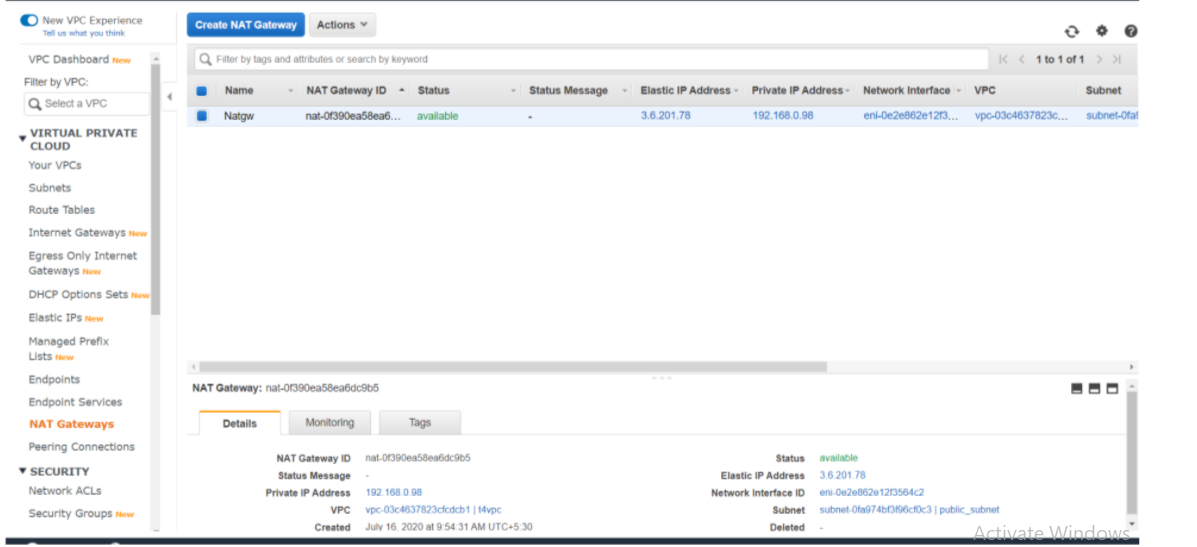 New VPC Experience
Tell us what you think
Create NAT Gateway Actions
VPC Dashboard New
Filter by VPC:
Select a VPC
Filter by tags and attributes or search by keyword
1 to 1 of 1
Name NAT Gateway ID Status Status Message Elastic IP Address Private IP Address Network Interface VPC Subnet
Natgw nat-0f390ea58ea6... available - 3.6.201.78 192.168.0.98 eni-0e2e862e12f3... vpc-03c4637823c... subnet-0faf
VIRTUAL PRIVATE
CLOUD
Your VPCs
Subnets
Route Tables
Internet Gateways New
Egress Only Internet
Gateways New
DHCP Options Sets New
Elastic IPs New
Managed Prefix
Lists New
Endpoints
Endpoint Services
NAT Gateways
Peering Connections
SECURITY
Network ACLs
Security Groups New
NAT Gateway: nat-0f390ea58ea6dc9b5
Details Monitoring Tags
NAT Gateway ID nat-0f390ea58ea6dc9b5 Status available
Status Message - Elastic IP Address 3.6.201.78
Private IP Address 192.168.0.98 Network Interface ID eni-0e2e862e12f3564c2
VPC vpc-03c4637823cfcdcb1 | t4vpc Subnet subnet-0fa974bf3f96cf0c3 | public_subnet
Created July 16, 2020 at 9:54:31 AM UTC+5:30 Deleted -
Activate Windows